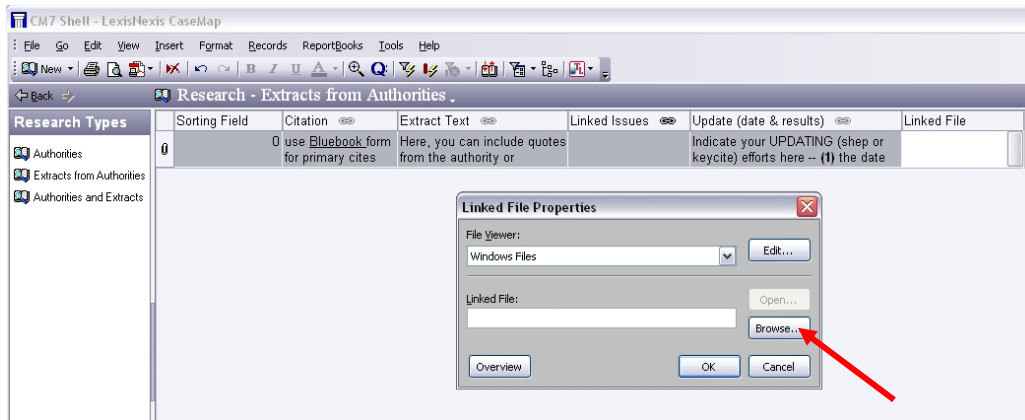 CM7 Shell - LexisNexis CaseMap
File Go Edit View Insert Format Records ReportBooks Tools Help
New B I U A
Back Research - Extracts from Authorities
Research Types Sorting Field Citation Extract Text Linked Issues Update (date & results) Linked File
Authorities
Extracts from Authorities
Authorities and Extracts
0 use Bluebook form Here, you can include quotes Indicate your UPDATING (shep or
for primary cites from the authority or keycite) efforts here -- (1) the date
Linked File Properties
File Viewer:
Windows Files Edit...
Linked File:
Open...
Browse...
Overview OK Cancel